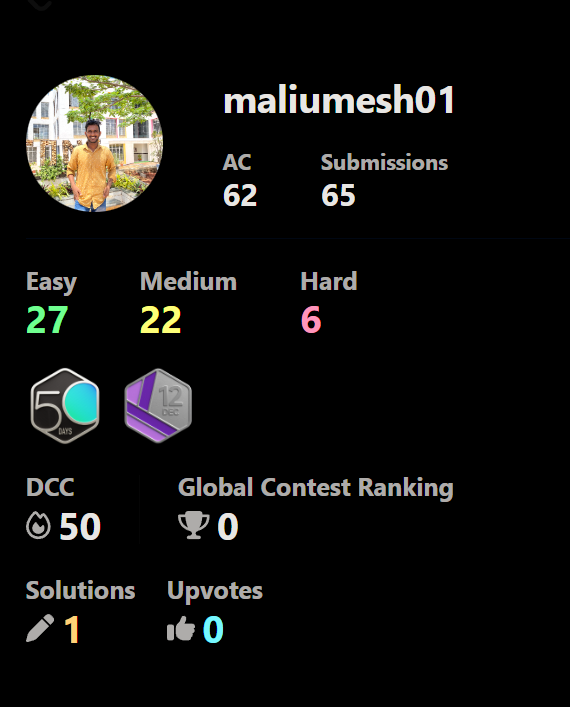 maliumesh01
AC Submissions
62 65
Easy Medium Hard
27 22 6
50 DAYS
12 DEC
DCC Global Contest Ranking
50 0
Solutions Upvotes
1 0